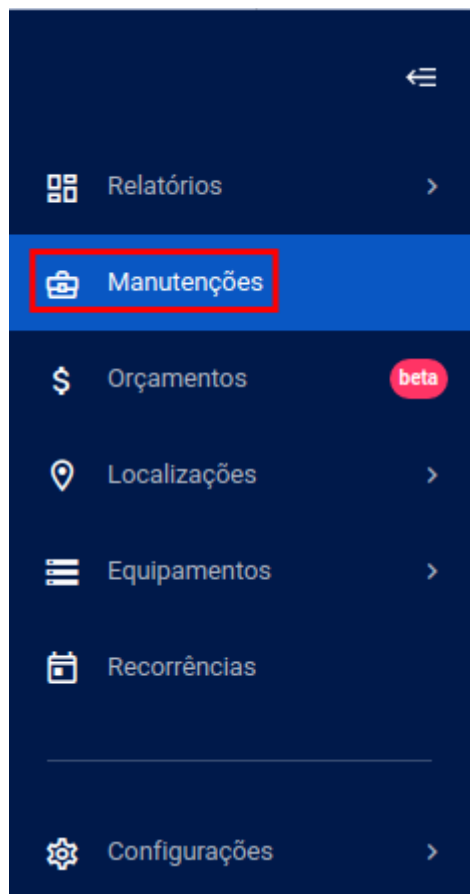 Relatórios
Manutenções
Orçamentos beta
Localizações
Equipamentos
Recorrências
Configurações